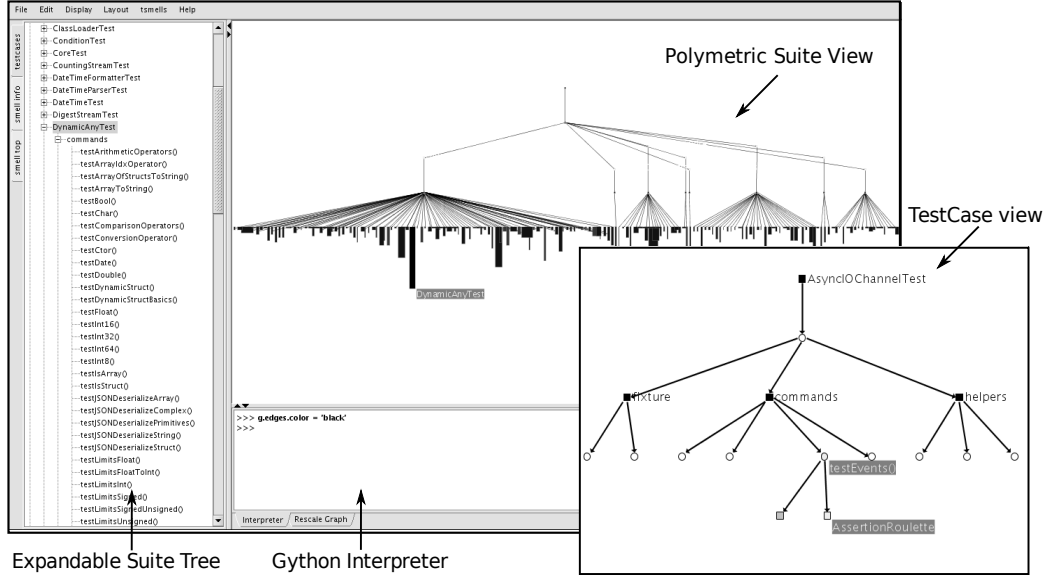 File Edit Display Layout tsmells Help
testcases
smell info
smell top
ClassLoaderTest
ConditionTest
CoreTest
CountingStreamTest
DateTimeFormatterTest
DateTimeParserTest
DateTimeTest
DigestStreamTest
DynamicAnyTest
commands
testArithmeticOperators()
testArrayIdxOperator()
testArrayOfStructsToString()
testArrayToString()
testBool()
testChar()
testComparisonOperators()
testConversionOperator()
testCtor()
testDate()
testDouble()
testDynamicStruct()
testDynamicStructBasics()
testFloat()
testInt16()
testInt32()
testInt64()
testInt8()
testIsArray()
testIsStruct()
testJSONDeserializeArray()
testJSONDeserializeComplex()
testJSONDeserializePrimitives()
testJSONDeserializeString()
testJSONDeserializeStruct()
testLimitsFloat()
testLimitsFloatToInt()
testLimitsInt()
testLimitsSigned()
testLimitsSignedUnsigned()
testLimitsUnsigned()
Polymetric Suite View
DynamicAnyTest
TestCase view
AsyncIOChannelTest
fixture
commands
helpers
testEvents()
AssertionRoulette
>>> g.edges.color = 'black'
>>>
Interpreter Rescale Graph
Expandable Suite Tree
Gython Interpreter